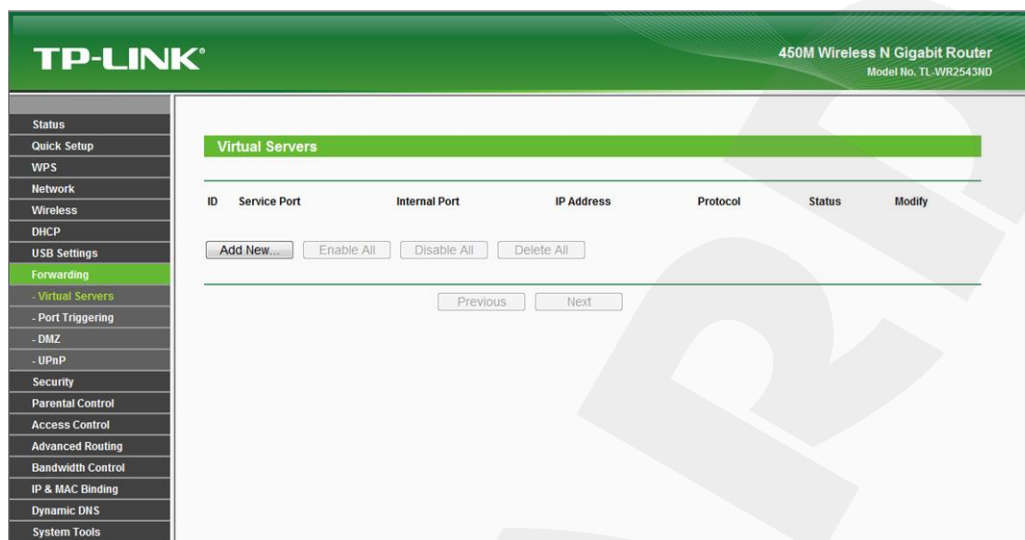 TP-LINK®
450M Wireless N Gigabit Router
Model No. TL-WR2543ND
Status
Quick Setup
WPS
Network
Wireless
DHCP
USB Settings
Forwarding
- Virtual Servers
- Port Triggering
- DMZ
- UPnP
Security
Parental Control
Access Control
Advanced Routing
Bandwidth Control
IP & MAC Binding
Dynamic DNS
System Tools
Virtual Servers
ID Service Port Internal Port IP Address Protocol Status Modify
Add New... Enable All Disable All Delete All
Previous Next